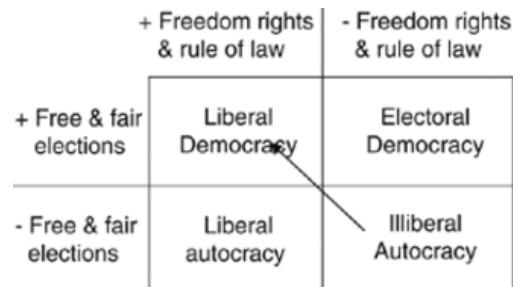 + Freedom rights
& rule of law
- Freedom rights
& rule of law
+ Free & fair
elections
Liberal
Democracy
Electoral
Democracy
- Free & fair
elections
Liberal
autocracy
Illiberal
Autocracy